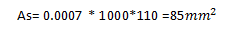 As= 0.0007 * 1000*110 =85mm²